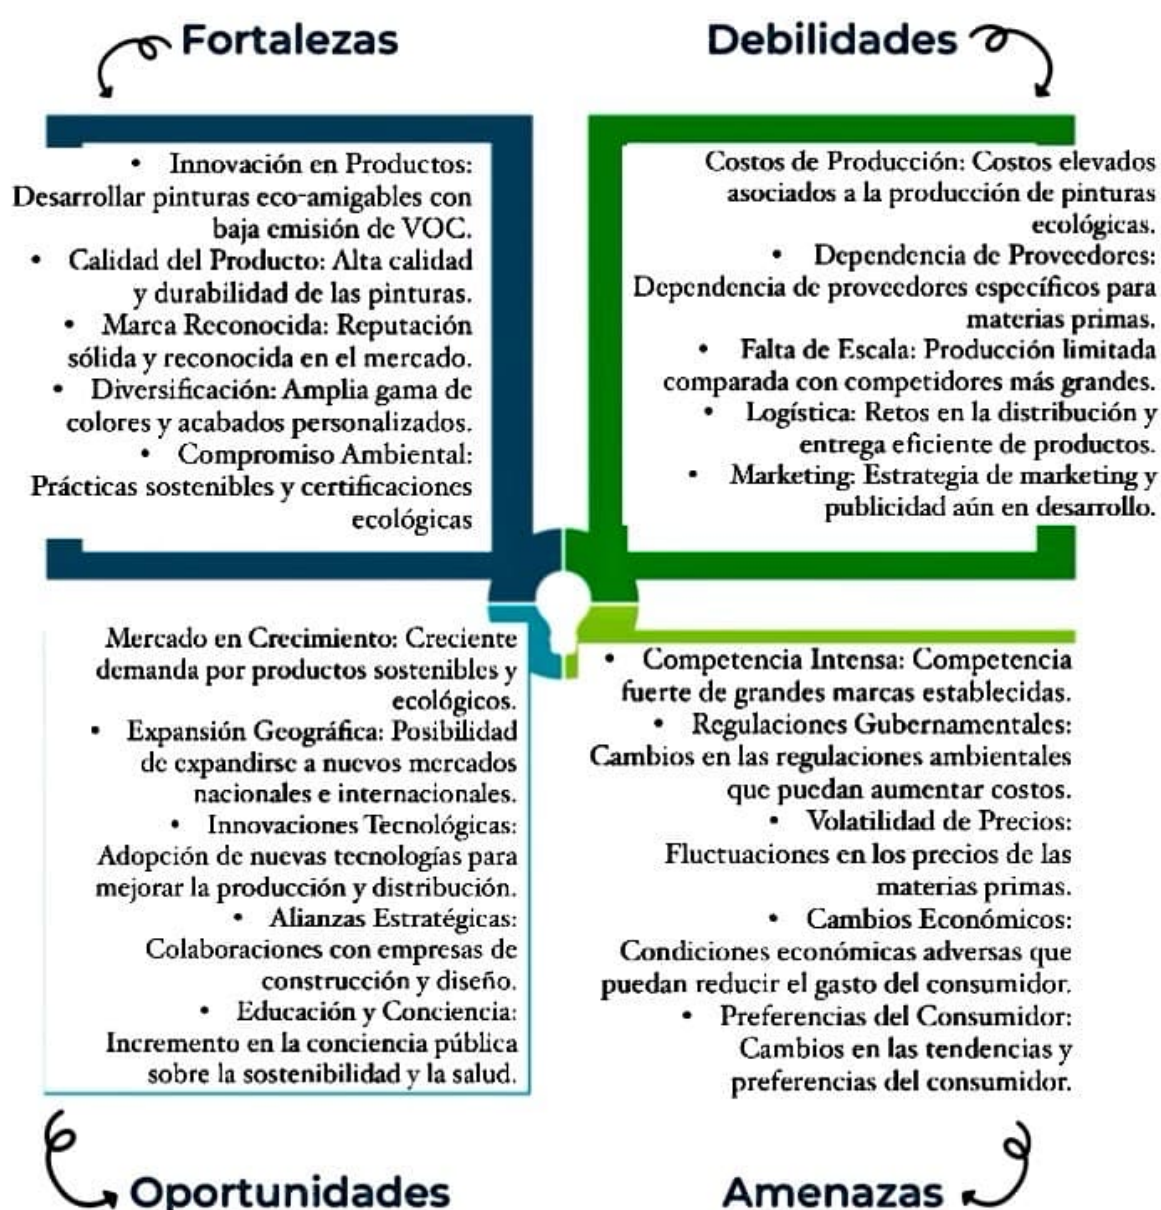 Fortalezas
• Innovación en Productos:
Desarrollar pinturas eco-amigables con
baja emisión de VOC.
• Calidad del Producto: Alta calidad
y durabilidad de las pinturas.
• Marca Reconocida: Reputación
sólida y reconocida en el mercado.
• Diversificación: Amplia gama de
colores y acabados personalizados.
• Compromiso Ambiental:
Prácticas sostenibles y certificaciones
ecológicas
Debilidades
Costos de Producción: Costos elevados
asociados a la producción de pinturas
ecológicas.
• Dependencia de Proveedores:
Dependencia de proveedores específicos para
materias primas.
• Falta de Escala: Producción limitada
comparada con competidores más grandes.
• Logística: Retos en la distribución y
entrega eficiente de productos.
• Marketing: Estrategia de marketing y
publicidad aún en desarrollo.
Mercado en Crecimiento: Creciente
demanda por productos sostenibles y
ecológicos.
• Expansión Geográfica: Posibilidad
de expandirse a nuevos mercados
nacionales e internacionales.
• Innovaciones Tecnológicas:
Adopción de nuevas tecnologías para
mejorar la producción y distribución.
• Alianzas Estratégicas:
Colaboraciones con empresas de
construcción y diseño.
• Educación y Conciencia:
Incremento en la conciencia pública
sobre la sostenibilidad y la salud.
Oportunidades
• Competencia Intensa: Competencia
fuerte de grandes marcas establecidas.
• Regulaciones Gubernamentales:
Cambios en las regulaciones ambientales
que puedan aumentar costos.
• Volatilidad de Precios:
Fluctuaciones en los precios de las
materias primas.
• Cambios Económicos:
Condiciones económicas adversas que
puedan reducir el gasto del consumidor.
• Preferencias del Consumidor:
Cambios en las tendencias y
preferencias del consumidor.
Amenazas